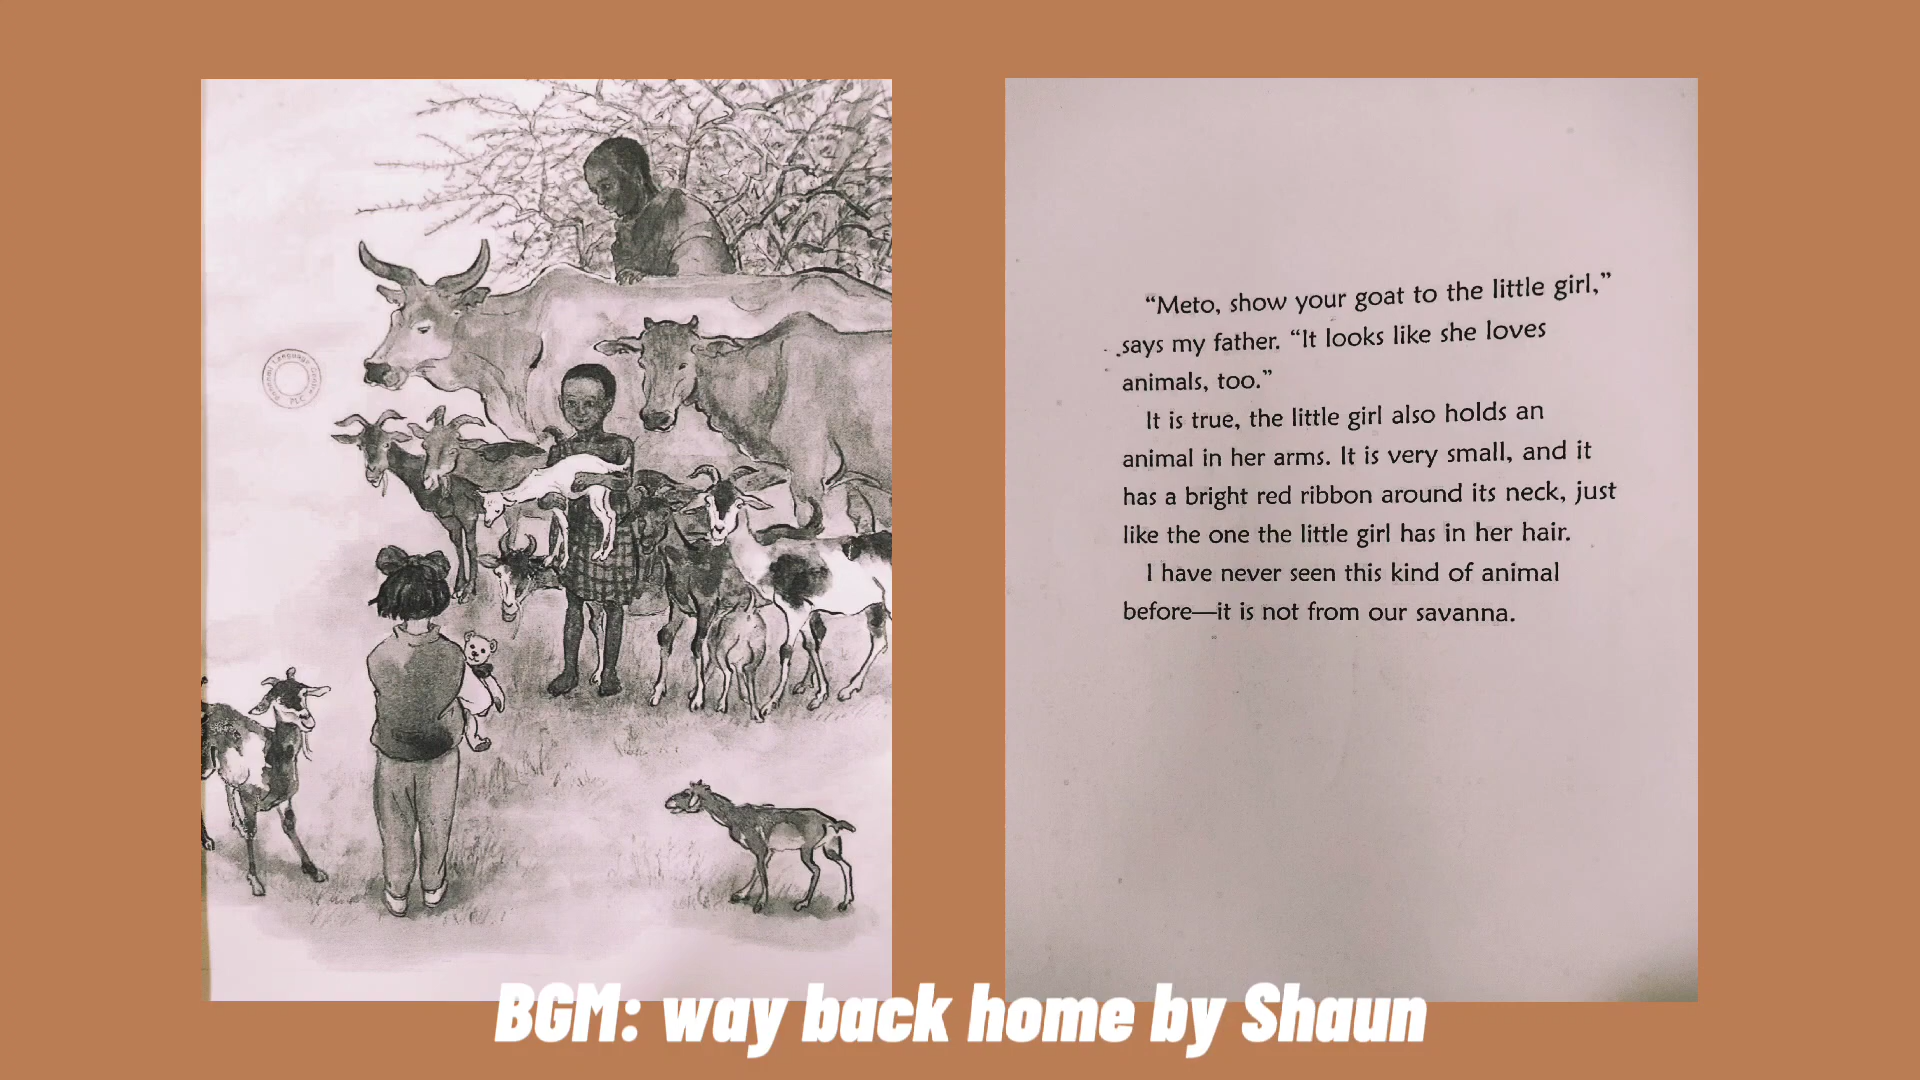 “Meto, show your goat to the little girl,”
says my father. “It looks like she loves
animals, too.”
It is true, the little girl also holds an
animal in her arms. It is very small, and it
has a bright red ribbon around its neck, just
like the one the little girl has in her hair.
I have never seen this kind of animal
before—it is not from our savanna.
Language
PLC
BGM: way back home by Shaun